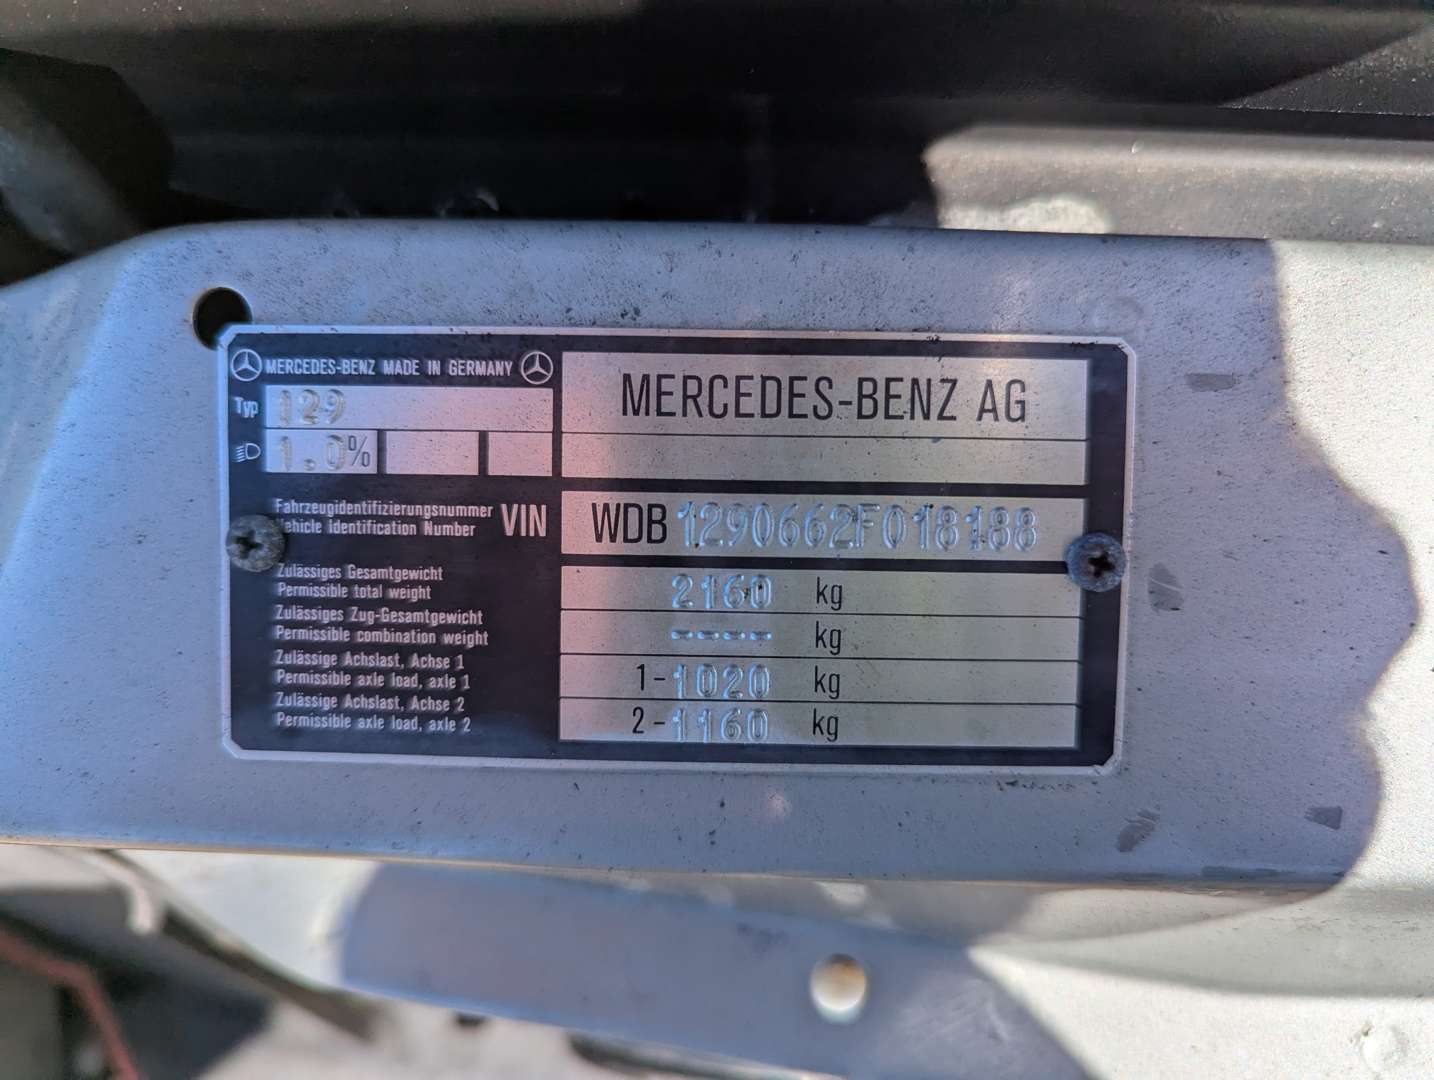 MERCEDES-BENZ MADE IN GERMANY
MERCEDES-BENZ AG
Typ 129
1.0%
Fahrzeugidentifizierungsnummer
Vehicle Identification Number
VIN
WDB 1290662F018188
Zulässiges Gesamtgewicht
Permissible total weight
2160 kg
Zulässiges Zug-Gesamtgewicht
Permissible combination weight
---- kg
Zulässige Achslast, Achse 1
Permissible axle load, axle 1
1-1020 kg
Zulässige Achslast, Achse 2
Permissible axle load, axle 2
2-1160 kg